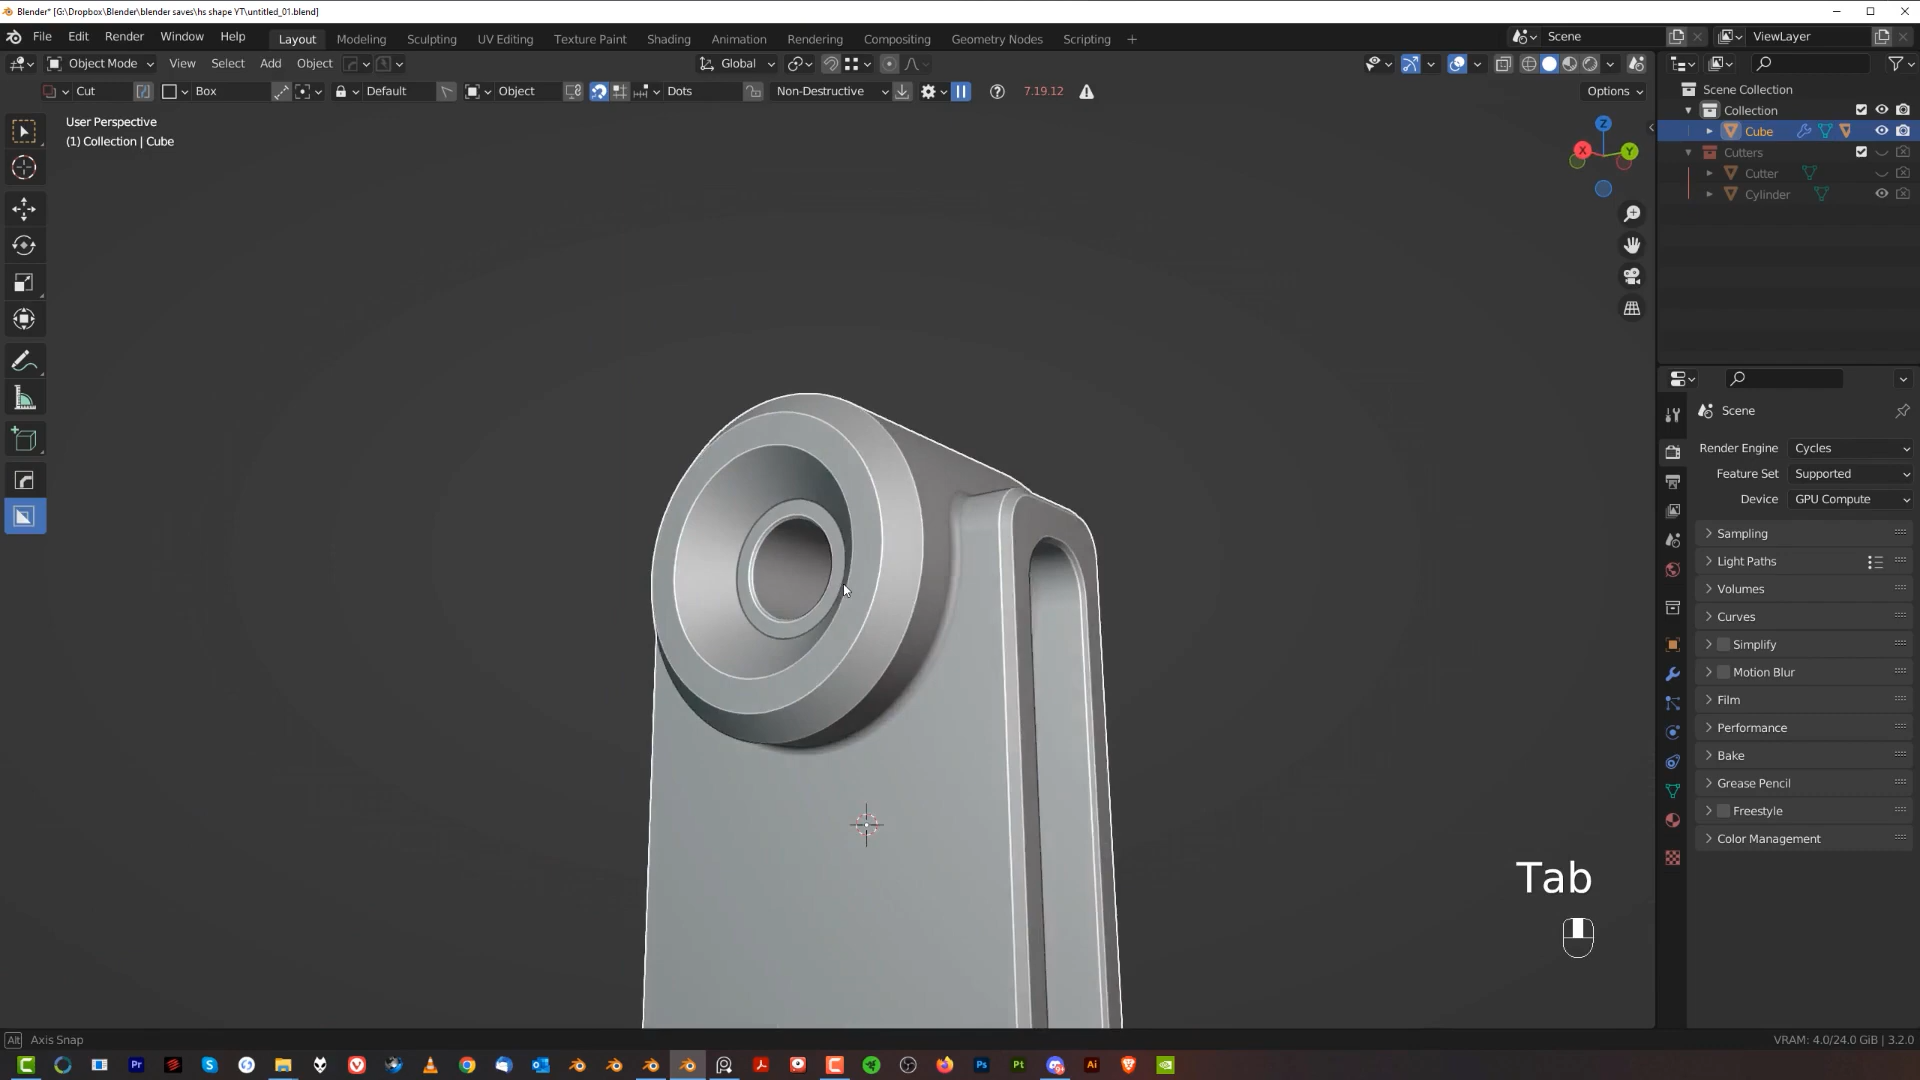 Blender* [G:\Dropbox\Blender\blender saves\hs shape YT\untitled_01.blend]
File Edit Render Window Help Layout Modeling Sculpting UV Editing Texture Paint Shading Animation Rendering Compositing Geometry Nodes Scripting + Scene ViewLayer
Object Mode View Select Add Object Global
Cut Box Default Object Dots Non-Destructive 7.19.12 Options
User Perspective
(1) Collection | Cube
Z
X
Y
Scene Collection
Collection
Cube
Cutters
Cutter
Cylinder
Scene
Render Engine Cycles
Feature Set Supported
Device GPU Compute
Sampling
Light Paths
Volumes
Curves
Simplify
Motion Blur
Film
Performance
Bake
Grease Pencil
Freestyle
Color Management
Tab
Alt Axis Snap
VRAM: 4.0/24.0 GiB | 3.2.0
Pr
Ps
Pt
Ai